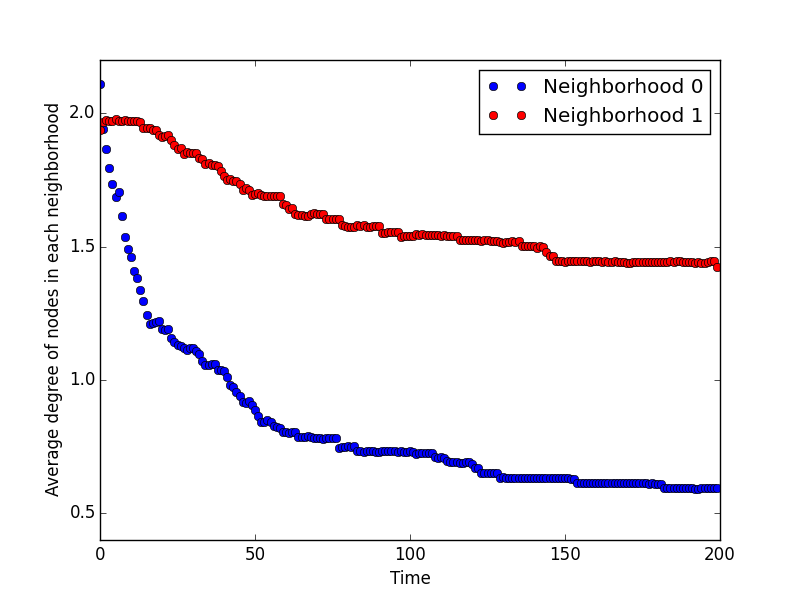 Neighborhood 0
Neighborhood 1
Average degree of nodes in each neighborhood
2.0
1.5
1.0
0.5
0 50 100 150 200
Time